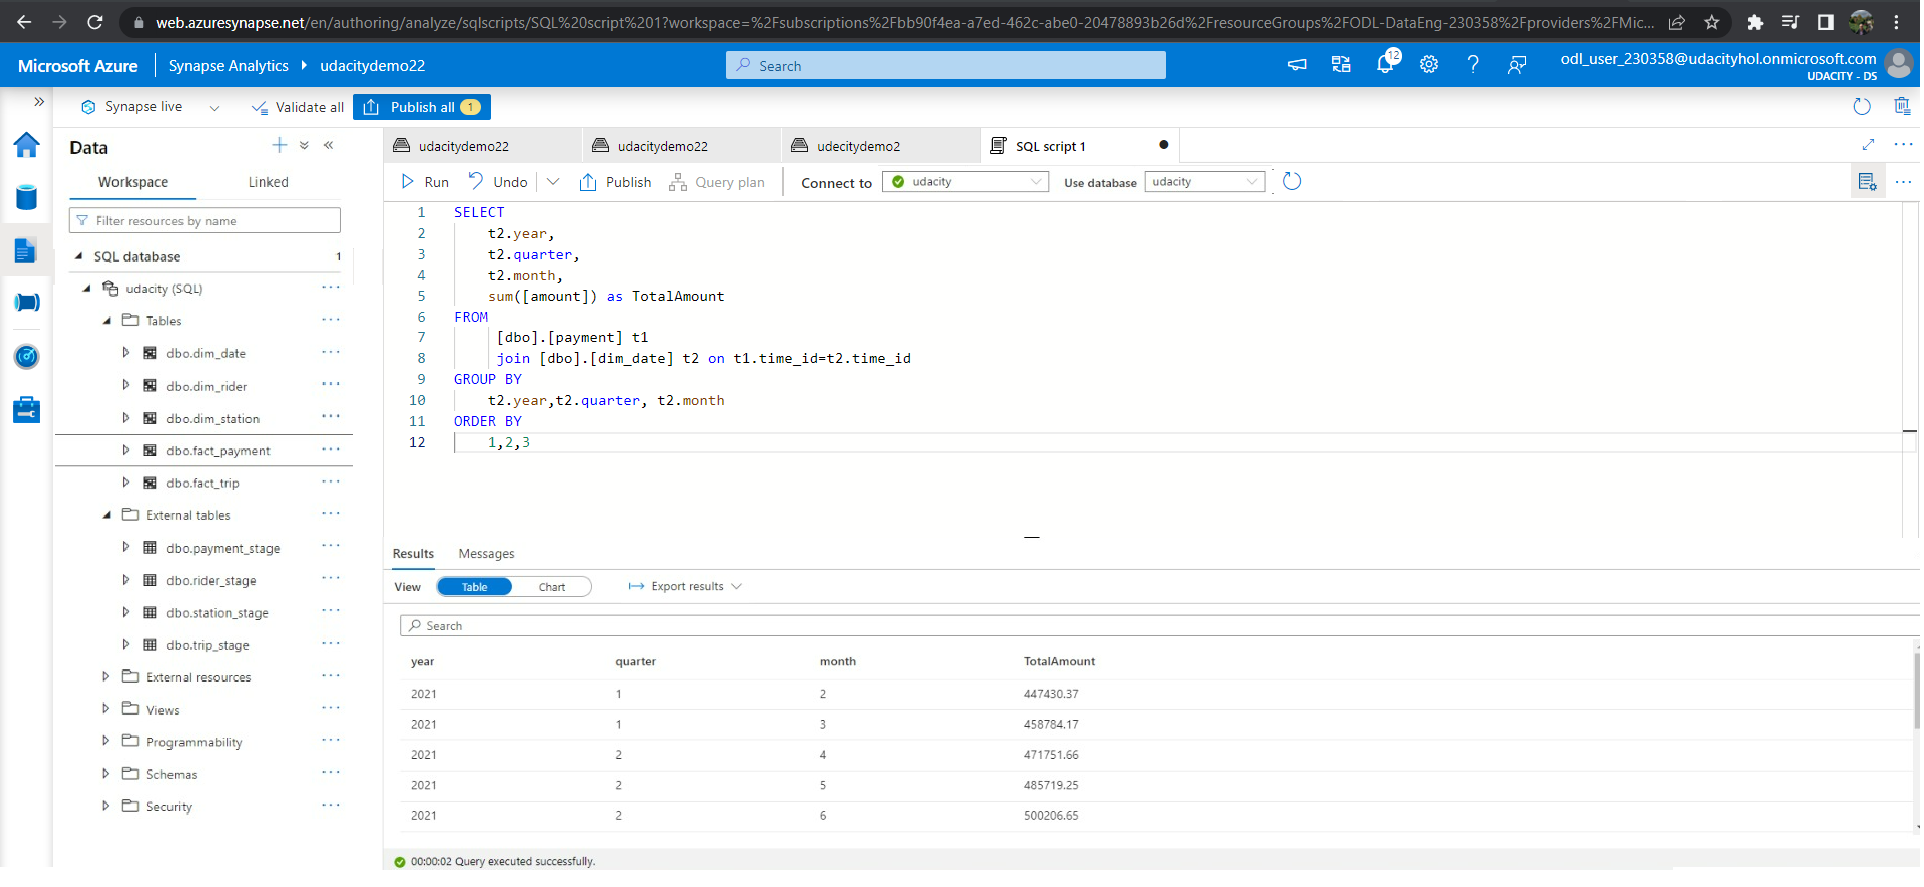 web.azuresynapse.net/en/authoring/analyze/sqlscripts/SQL%20script%201?workspace=%2Fsubscriptions%2Fbb90f4ea-a7ed-462c-abe0-20478893b26d%2FresourceGroups%2FODL-DataEng-230358%2Fproviders%2FMic...
Microsoft Azure
Synapse Analytics
udacitydemo22
Search
12
odl_user_230358@udacityhol.onmicrosoft.com
UDACITY - DS
Synapse live
Validate all
Publish all 1
Data
Workspace
Linked
Filter resources by name
SQL database 1
udacity (SQL)
Tables
dbo.dim_date
dbo.dim_rider
dbo.dim_station
dbo.fact_payment
dbo.fact_trip
External tables
dbo.payment_stage
dbo.rider_stage
dbo.station_stage
dbo.trip_stage
External resources
Views
Programmability
Schemas
Security
udacitydemo22
udacitydemo22
udecitydemo2
SQL script 1
Run
Undo
Publish
Query plan
Connect to
udacity
Use database
udacity
1 SELECT
2 t2.year,
3 t2.quarter,
4 t2.month,
5 sum([amount]) as TotalAmount
6 FROM
7 [dbo].[payment] t1
8 join [dbo].[dim_date] t2 on t1.time_id=t2.time_id
9 GROUP BY
10 t2.year,t2.quarter, t2.month
11 ORDER BY
12 1,2,3
Results Messages
View Table Chart Export results
Search
year quarter month TotalAmount
2021 1 2 447430.37
2021 1 3 458784.17
2021 2 4 471751.66
2021 2 5 485719.25
2021 2 6 500206.65
00:00:02 Query executed successfully.